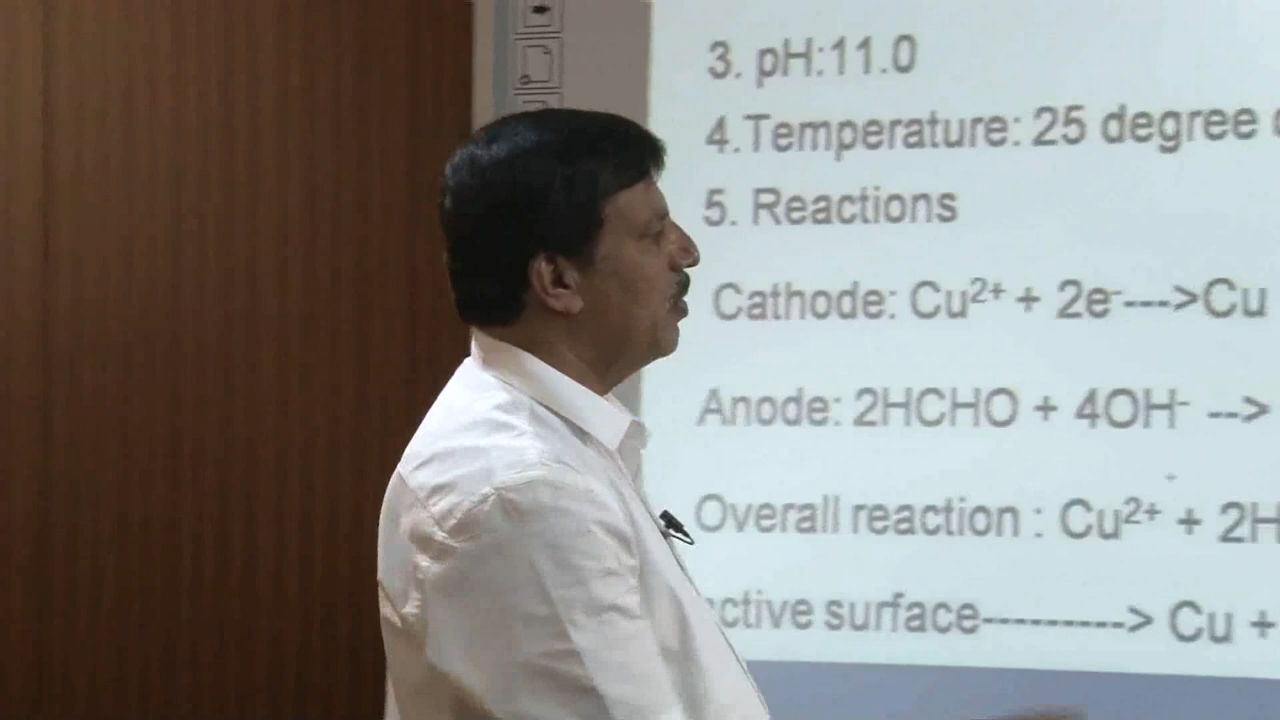 3. pH:11.0
4.Temperature: 25 degree
5. Reactions
Cathode: Cu²⁺ + 2e⁻--->Cu
Anode: 2HCHO + 4OH⁻ -->
Overall reaction : Cu²⁺ + 2H
ctive surface---------> Cu +